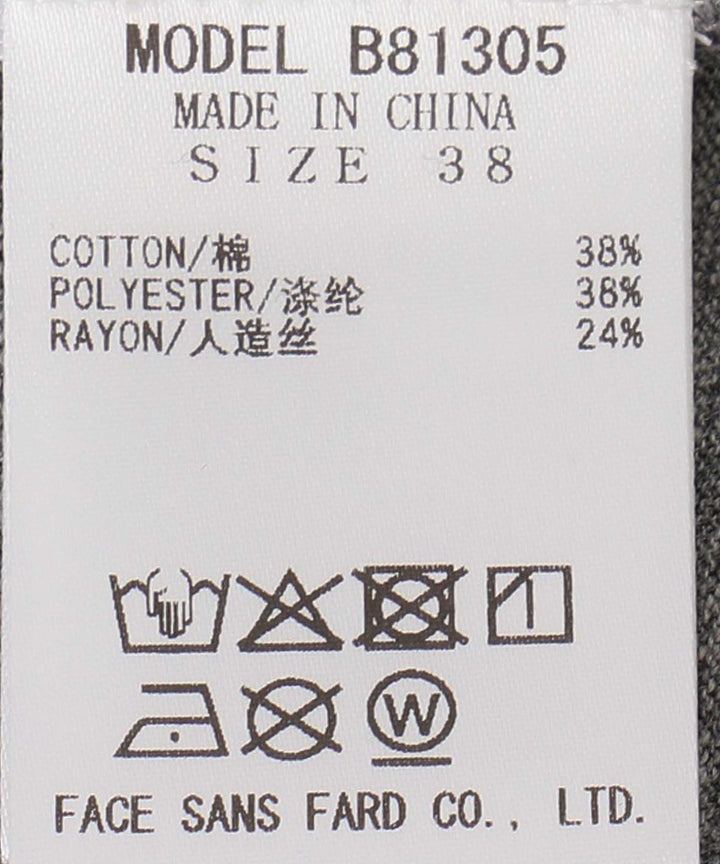 MODEL B81305
MADE IN CHINA
SIZE 38
COTTON/棉 38%
POLYESTER/涤纶 38%
RAYON/人造丝 24%
W
FACE SANS FARD CO., LTD.